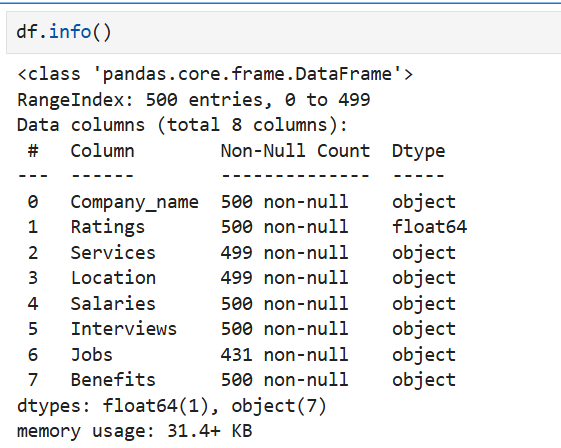 df.info()
<class 'pandas.core.frame.DataFrame'>
RangeIndex: 500 entries, 0 to 499
Data columns (total 8 columns):
 #   Column        Non-Null Count  Dtype
---  ------        --------------  -----
 0   Company_name  500 non-null    object
 1   Ratings       500 non-null    float64
 2   Services      499 non-null    object
 3   Location      499 non-null    object
 4   Salaries      500 non-null    object
 5   Interviews    500 non-null    object
 6   Jobs          431 non-null    object
 7   Benefits      500 non-null    object
dtypes: float64(1), object(7)
memory usage: 31.4+ KB